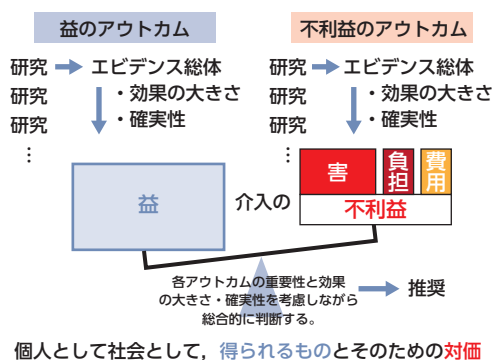 益のアウトカム
研究 → エビデンス総体
研究 ・効果の大きさ
研究 ・確実性
⋮
不利益のアウトカム
研究 → エビデンス総体
研究 ・効果の大きさ
研究 ・確実性
⋮
益
介入の
害
負担
費用
不利益
各アウトカムの重要性と効果
の大きさ・確実性を考慮しながら
総合的に判断する。
→ 推奨
個人として社会として，得られるものとそのための対価